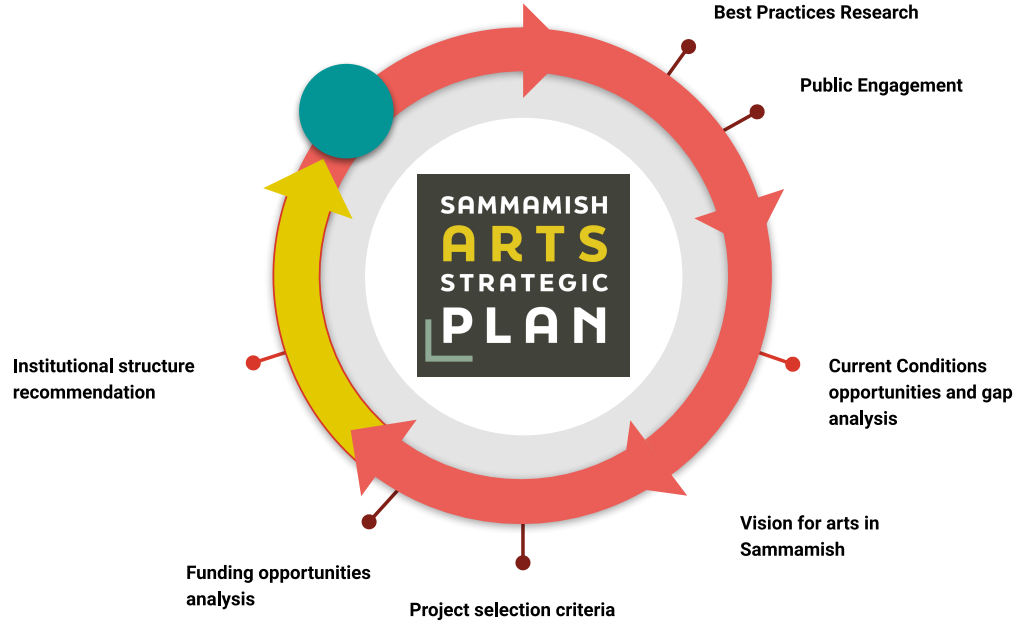 Best Practices Research
Public Engagement
SAMMAMISH
ARTS
STRATEGIC
PLAN
Institutional structure
recommendation
Current Conditions
opportunities and gap
analysis
Vision for arts in
Sammamish
Funding opportunities
analysis
Project selection criteria